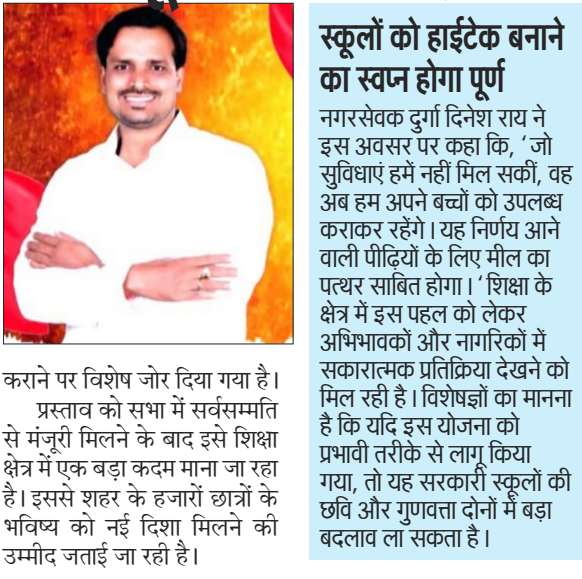 कराने पर विशेष जोर दिया गया है।
प्रस्ताव को सभा में सर्वसम्मति
से मंजूरी मिलने के बाद इसे शिक्षा
क्षेत्र में एक बड़ा कदम माना जा रहा
है। इससे शहर के हजारों छात्रों के
भविष्य को नई दिशा मिलने की
उम्मीद जताई जा रही है।
स्कूलों को हाईटेक बनाने
का स्वप्न होगा पूर्ण
नगरसेवक दुर्गा दिनेश राय ने
इस अवसर पर कहा कि, ‘जो
सुविधाएं हमें नहीं मिल सकीं, वह
अब हम अपने बच्चों को उपलब्ध
कराकर रहेंगे। यह निर्णय आने
वाली पीढ़ियों के लिए मील का
पत्थर साबित होगा।‘ शिक्षा के
क्षेत्र में इस पहल को लेकर
अभिभावकों और नागरिकों में
सकारात्मक प्रतिक्रिया देखने को
मिल रही है। विशेषज्ञों का मानना
है कि यदि इस योजना को
प्रभावी तरीके से लागू किया
गया, तो यह सरकारी स्कूलों की
छवि और गुणवत्ता दोनों में बड़ा
बदलाव ला सकता है।